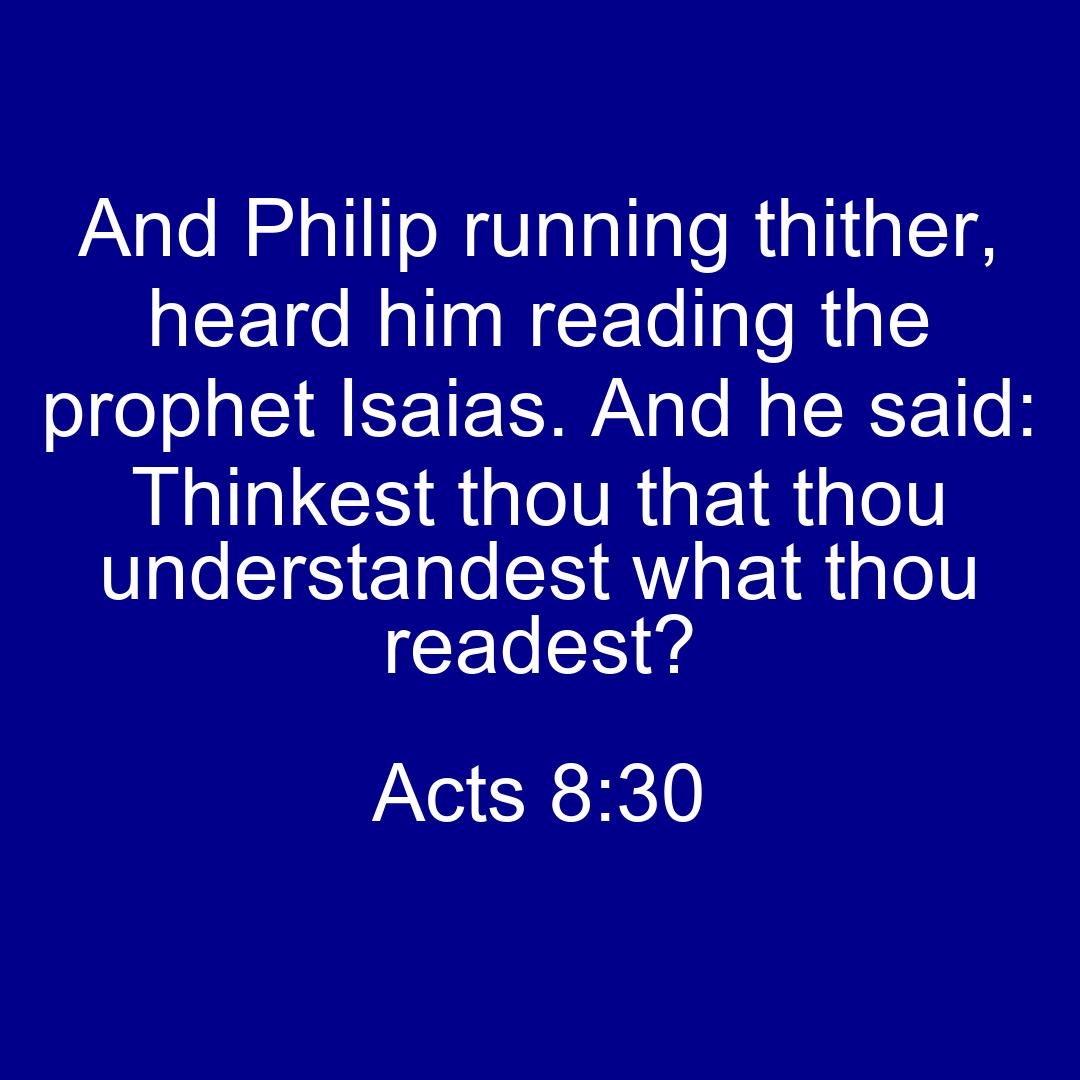 And Philip running thither,
heard him reading the
prophet Isaias. And he said:
Thinkest thou that thou
understandest what thou
readest?
Acts 8:30